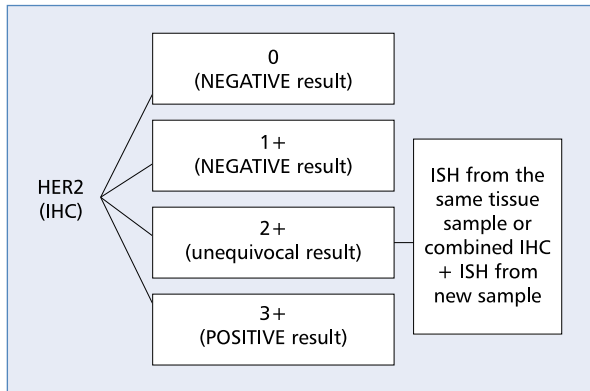 HER2
(IHC)
0
(NEGATIVE result)
1+
(NEGATIVE result)
2+
(unequivocal result)
3+
(POSITIVE result)
ISH from the
same tissue
sample or
combined IHC
+ ISH from
new sample